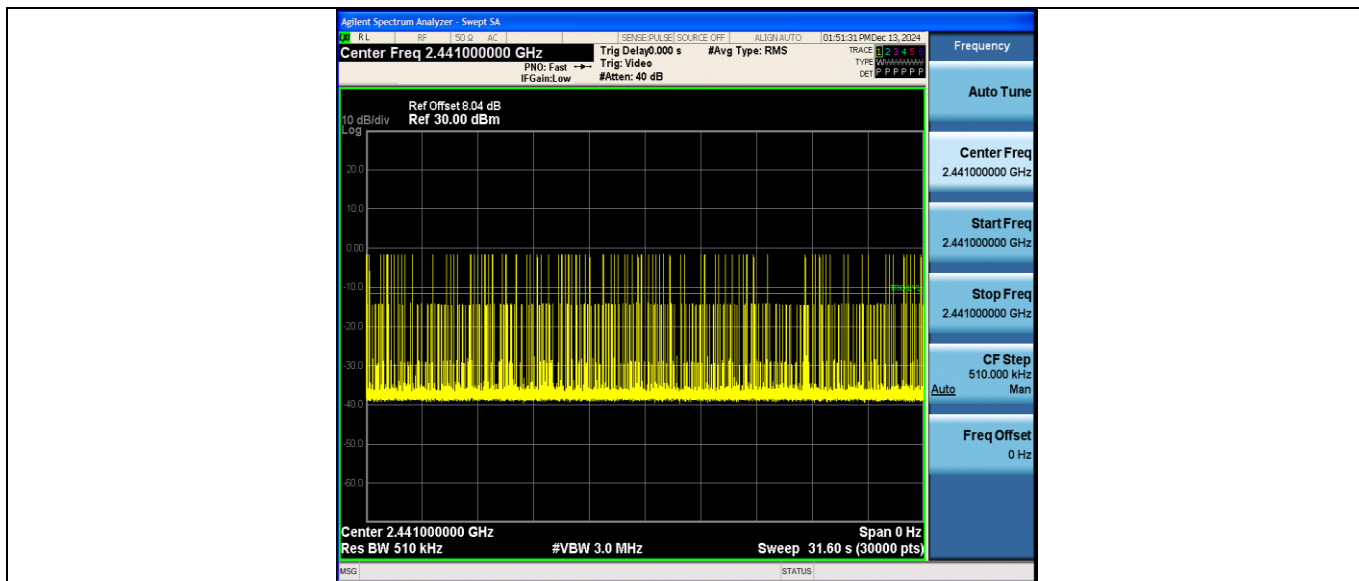 Agilent Spectrum Analyzer - Swept SA
RL RF 50 Ω AC SENSE:PULSE SOURCE OFF ALIGNAUTO 01:51:31 PMDec 13, 2024
Center Freq 2.441000000 GHz
PNO: Fast
IFGain:Low
Trig Delay0.000 s
Trig: Video
#Atten: 40 dB
#Avg Type: RMS
TRACE 1 2 3 4 5 6
TYPE
DET P P P P P P
Frequency
Ref Offset 8.04 dB
10 dB/div Ref 30.00 dBm
Log
20.0
10.0
0.00
-10.0
-20.0
-30.0
-40.0
-50.0
-60.0
Center 2.441000000 GHz Span 0 Hz
Res BW 510 kHz #VBW 3.0 MHz Sweep 31.60 s (30000 pts)
Auto Tune
Center Freq
2.441000000 GHz
Start Freq
2.441000000 GHz
Stop Freq
2.441000000 GHz
CF Step
510.000 kHz
Auto Man
Freq Offset
0 Hz
MSG STATUS